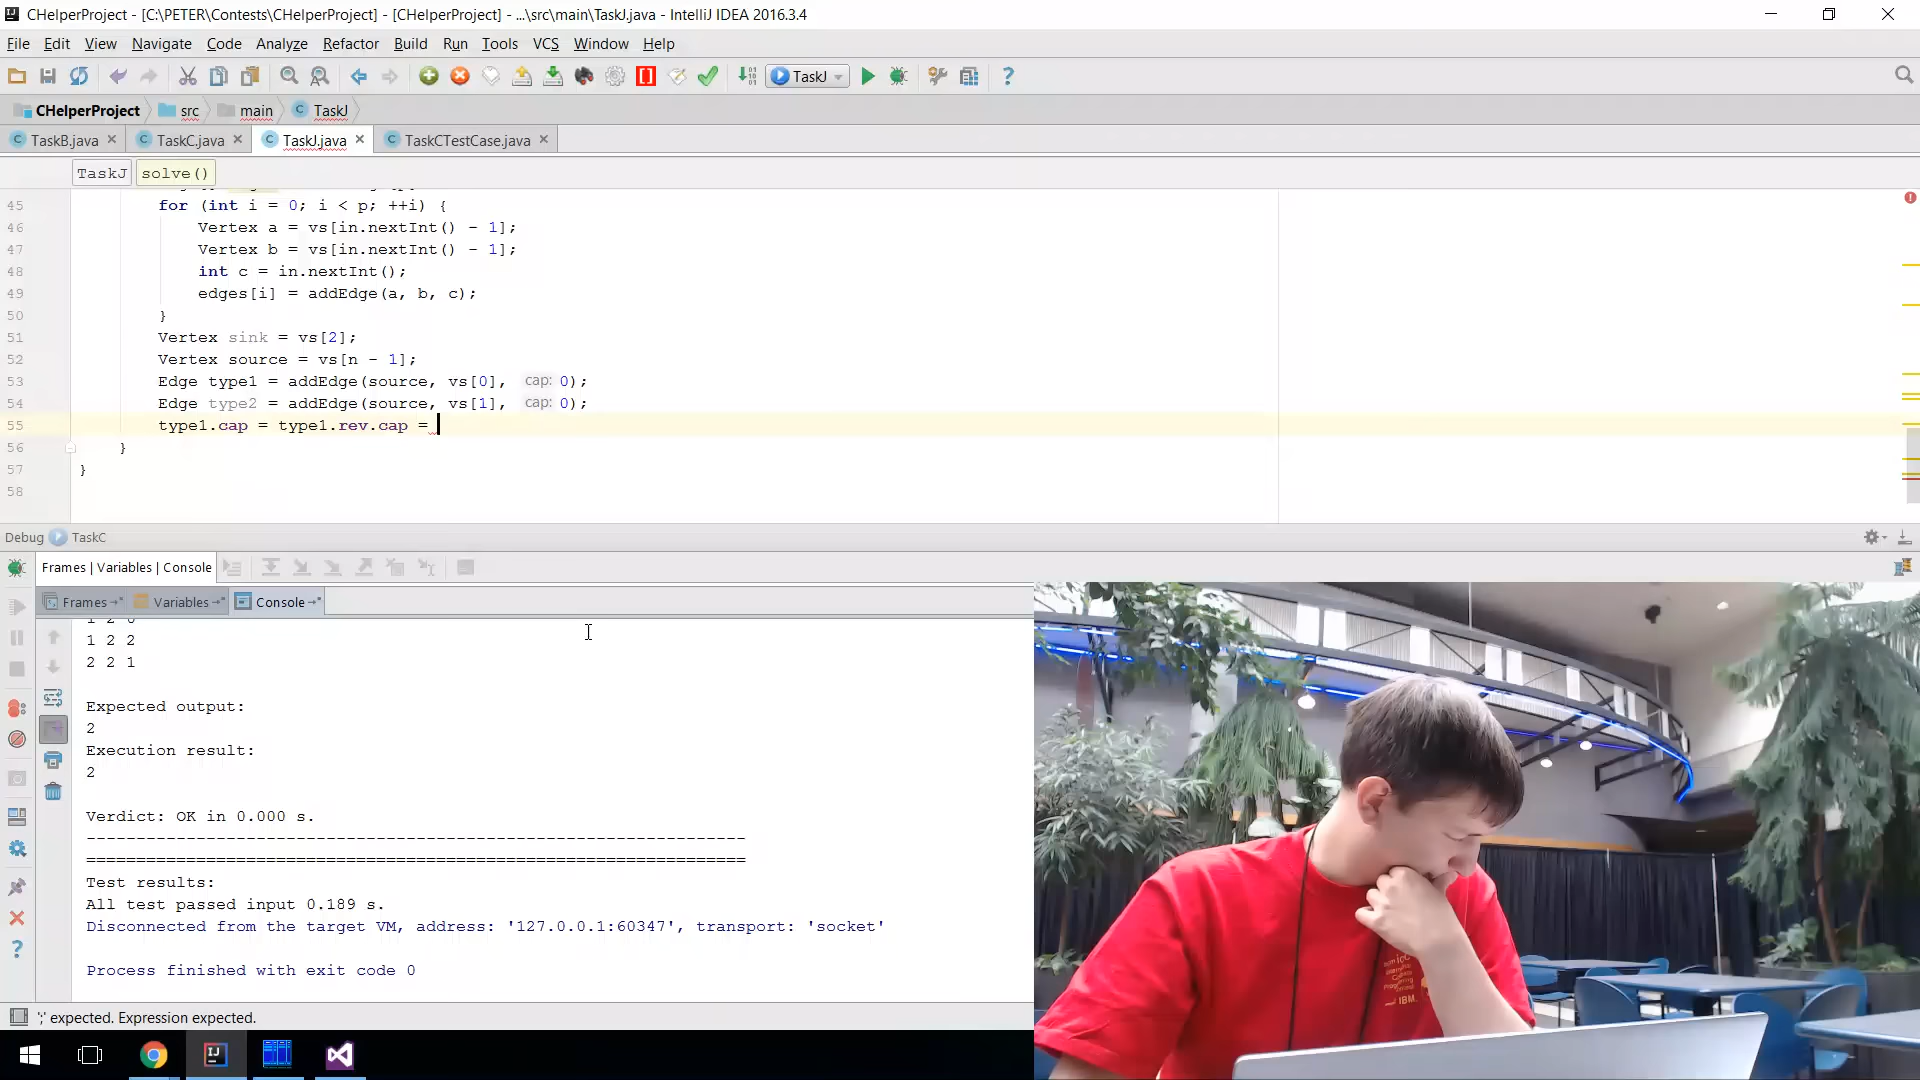 CHelperProject - [C:\PETER\Contests\CHelperProject] - [CHelperProject] - ...\src\main\TaskJ.java - IntelliJ IDEA 2016.3.4
File Edit View Navigate Code Analyze Refactor Build Run Tools VCS Window Help
TaskJ
CHelperProject src main TaskJ
TaskB.java TaskC.java TaskJ.java TaskCTestCase.java
TaskJ solve()
45 for (int i = 0; i < p; ++i) {
46 Vertex a = vs[in.nextInt() - 1];
47 Vertex b = vs[in.nextInt() - 1];
48 int c = in.nextInt();
49 edges[i] = addEdge(a, b, c);
50 }
51 Vertex sink = vs[2];
52 Vertex source = vs[n - 1];
53 Edge type1 = addEdge(source, vs[0], cap: 0);
54 Edge type2 = addEdge(source, vs[1], cap: 0);
55 type1.cap = type1.rev.cap =
56 }
57 }
58
Debug TaskC
Frames | Variables | Console
Frames Variables Console
1 2 0
1 2 2
2 2 1
Expected output:
2
Execution result:
2
Verdict: OK in 0.000 s.
------------------------------------------------------------------
==================================================================
Test results:
All test passed input 0.189 s.
Disconnected from the target VM, address: '127.0.0.1:60347', transport: 'socket'
Process finished with exit code 0
';' expected. Expression expected.
IBM.